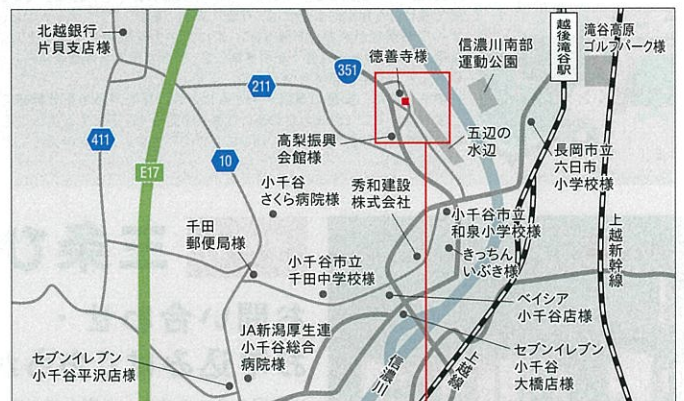 北越銀行
片貝支店様
411
E17
211
10
351
徳善寺様
信濃川南部
運動公園
越後滝谷駅
滝谷高原
ゴルフパーク様
高梨振興
会館様
五辺の
水辺
長岡市立
六日市
小学校様
小千谷
さくら病院様
秀和建設
株式会社
千田
郵便局様
小千谷市立
千田中学校様
小千谷市立
和泉小学校様
きっちん
いぶき様
上越新幹線
ベイシア
小千谷店様
JA新潟厚生連
小千谷総合
病院様
セブンイレブン
小千谷平沢店様
信濃川
上越線
セブンイレブン
小千谷
大橋店様